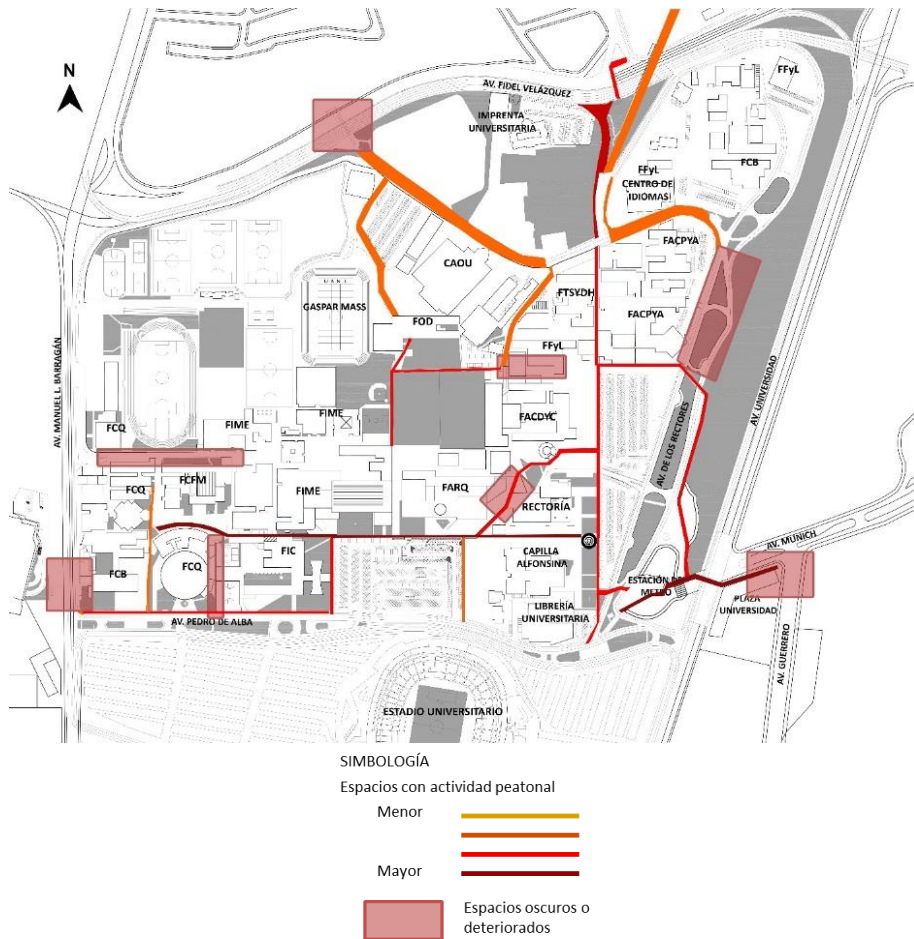 N
FFyL
AV. FIDEL VELÁZQUEZ
IMPRENTA
UNIVERSITARIA
FCB
FFyL
CENTRO DE
IDIOMAS
FACPYA
CAOU
GASPAR MASS
FTSYDH
FACPYA
FOD
FFyL
AV. MANUEL L. BARRAGÁN
AV. UNIVERSIDAD
FIME
FACDYC
FCQ
FIME
AV. DE LOS RECTORES
FCFM
FCQ
FIME
FARQ
RECTORÍA
AV. MUNICH
FIC
CAPILLA
ALFONSINA
FCB
FCQ
ESTACIÓN DE
METRO
PLAZA
UNIVERSIDAD
LIBRERÍA
UNIVERSITARIA
AV. PEDRO DE ALBA
AV. GUERRERO
ESTADIO UNIVERSITARIO
SIMBOLOGÍA
Espacios con actividad peatonal
Menor
Mayor
Espacios oscuros o
deteriorados